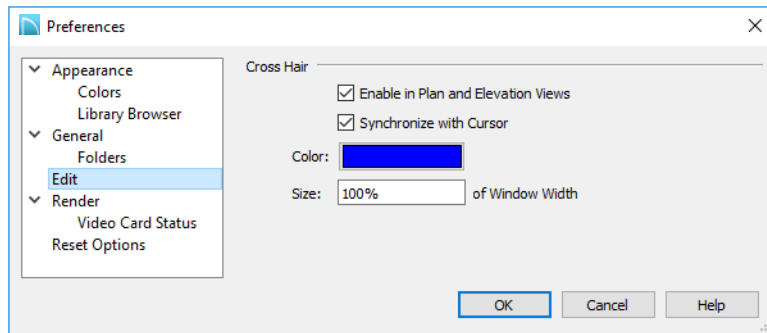 Preferences
Appearance
Colors
Library Browser
General
Folders
Edit
Render
Video Card Status
Reset Options
Cross Hair
Enable in Plan and Elevation Views
Synchronize with Cursor
Color:
Size: 100% of Window Width
OK Cancel Help